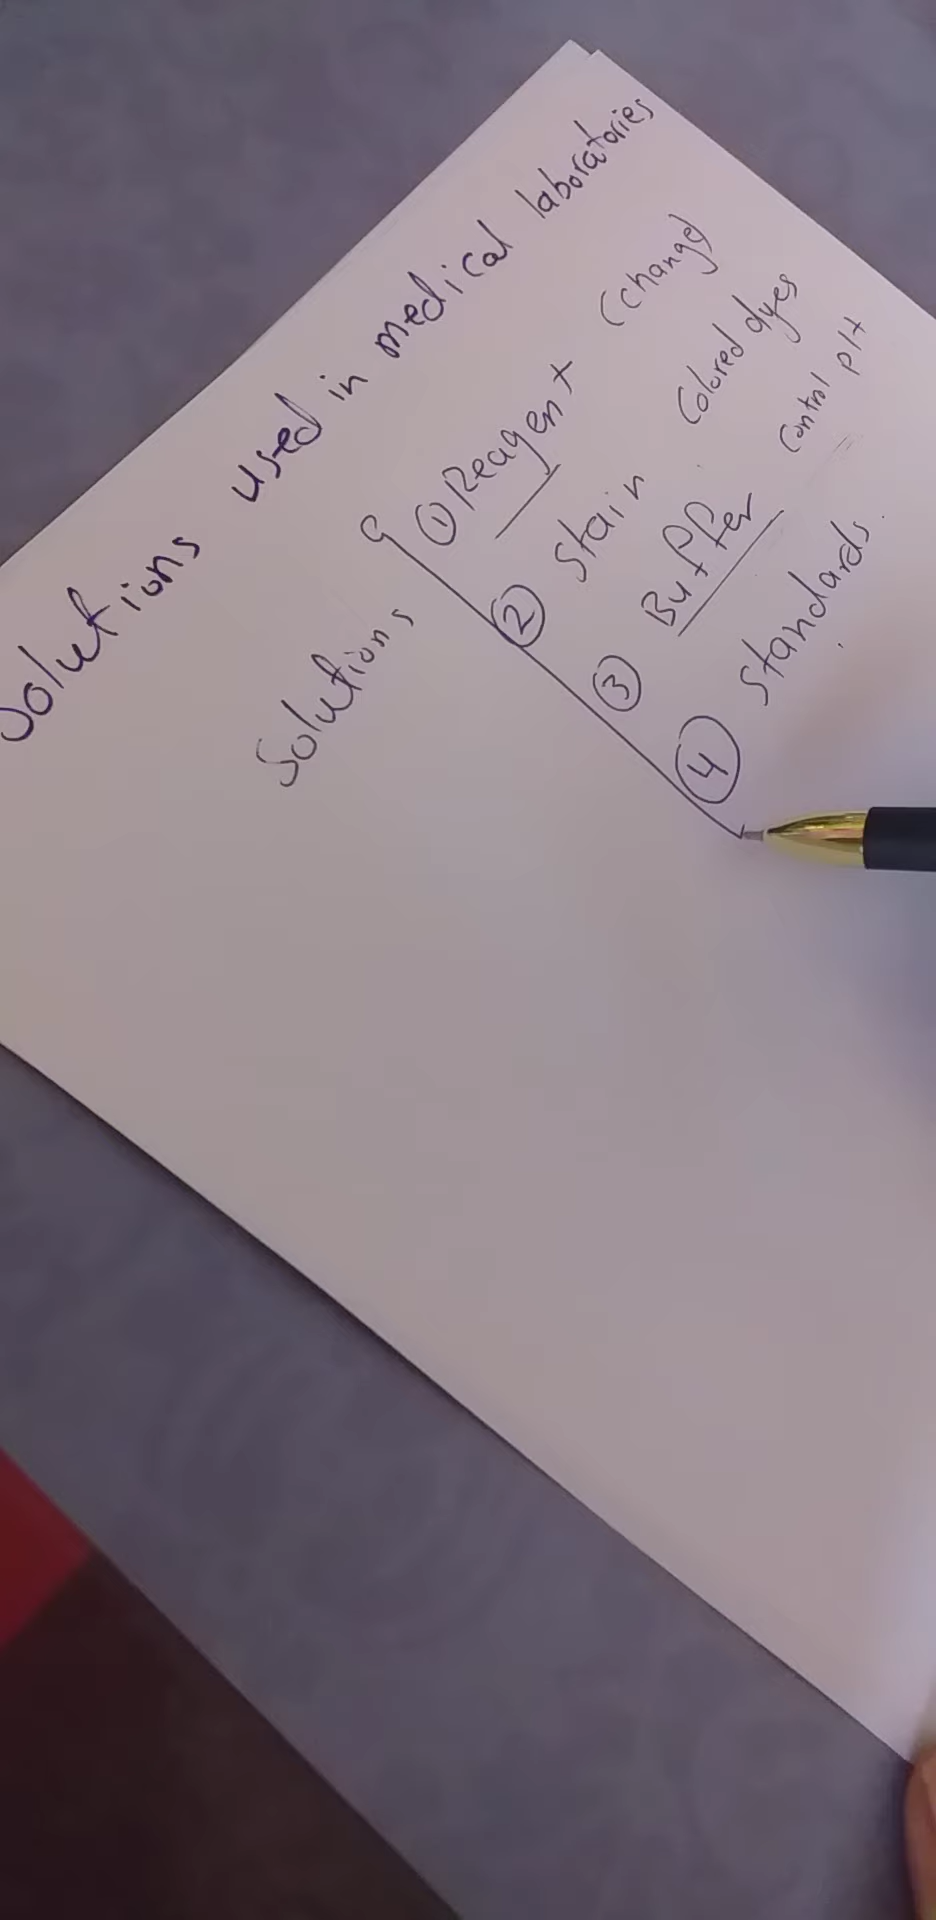 Solutions used in medical laboratories
Solutions
① Reagent (change)
② Stain Colored dyes
③ Buffer Control PH
④ Standards.